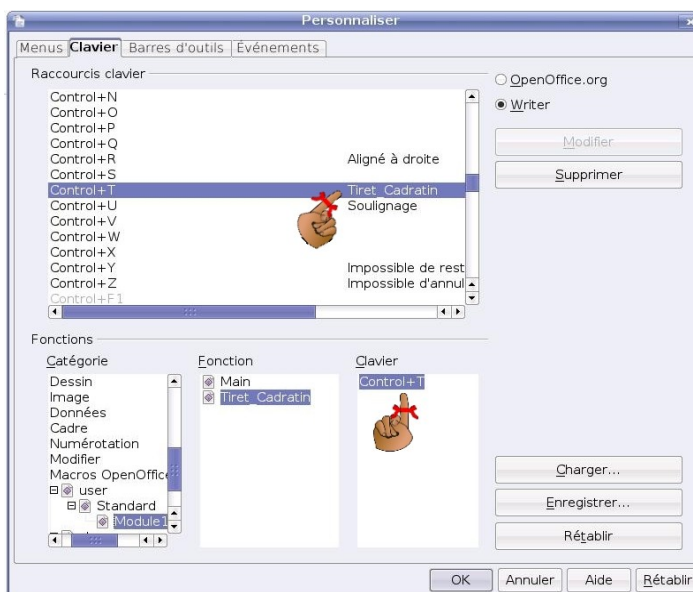 Personnaliser
Menus Clavier Barres d'outils Événements
Raccourcis clavier
Control+N
Control+O
Control+P
Control+Q
Control+R Aligné à droite
Control+S
Control+T Tiret_Cadratin
Control+U Soulignage
Control+V
Control+W
Control+X
Control+Y Impossible de rest
Control+Z Impossible d'annul
Control+F1
OpenOffice.org
Writer
Modifier
Supprimer
Fonctions
Catégorie
Dessin
Image
Données
Cadre
Numérotation
Modifier
Macros OpenOffice
user
Standard
Module1
Fonction
Main
Tiret_Cadratin
Clavier
Control+T
Charger...
Enregistrer...
Rétablir
OK Annuler Aide Rétablir